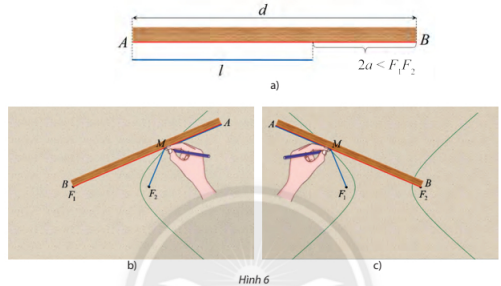 d
A B
l 2a < F₁F₂
a)
A A
M M
B B
F₁ F₂ F₁ F₂
b) c)
Hình 6